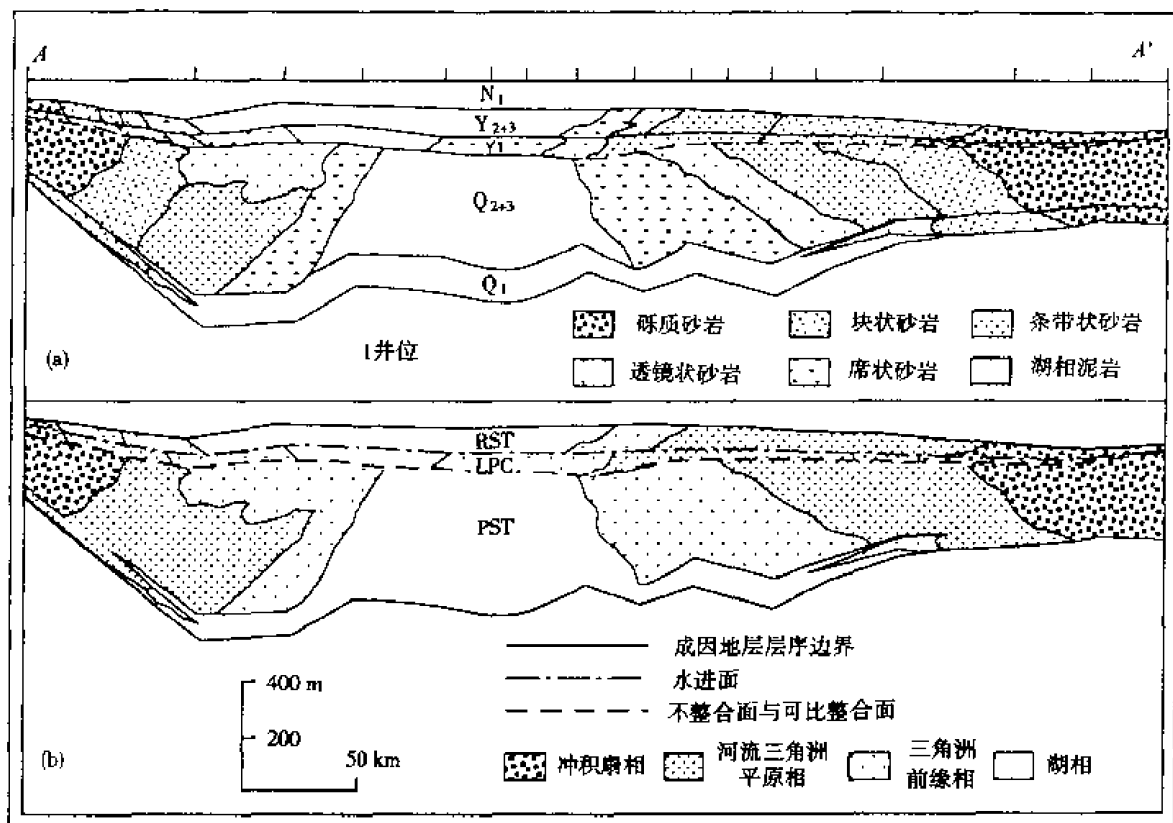 A A'
N₁
Y₂₊₃
Y₁
Q₂₊₃
Q₁
砾质砂岩 块状砂岩 条带状砂岩
(a) 1井位
透镜状砂岩 席状砂岩 湖相泥岩
RST
LPC
PST
成因地层层序边界
400 m 水进面
200 不整合面与可比整合面
(b) 50 km 冲积扇相 河流三角洲平原相 三角洲前缘相 湖相